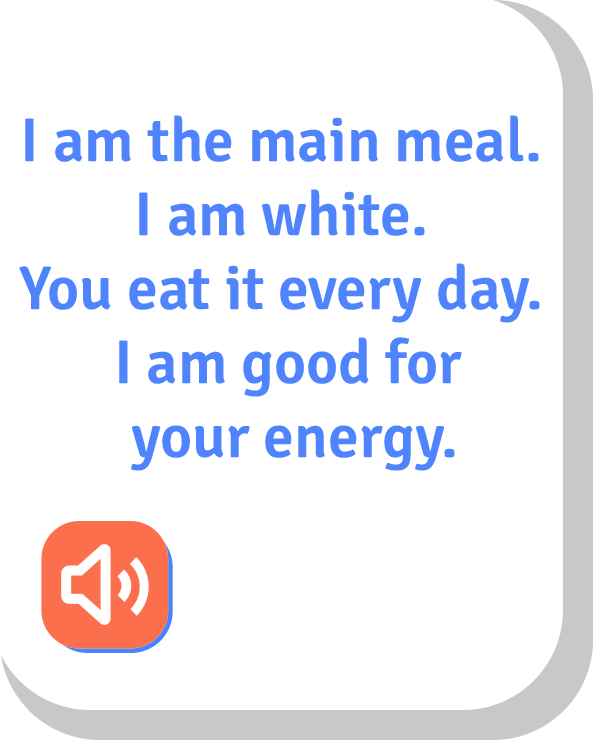 I am the main meal.
I am white.
You eat it every day.
I am good for
your energy.